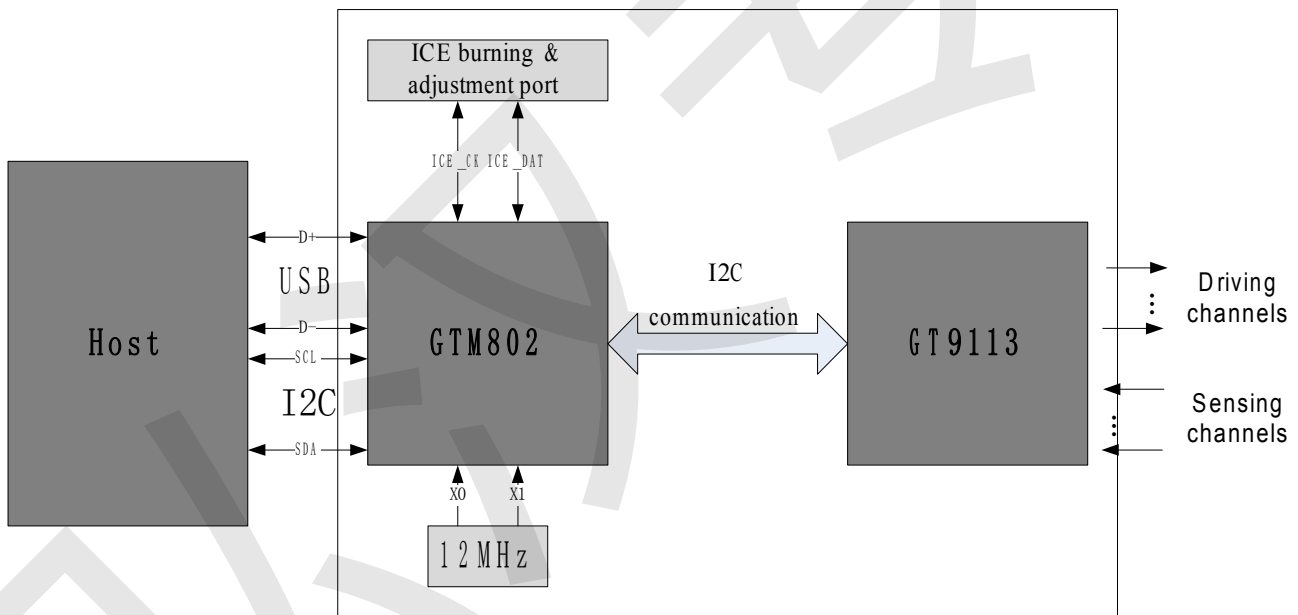 ICE burning &
adjustment port
ICE_CK ICE_DAT
D+
USB
D-
SCL
I2C
SDA
Host
GTM802
I2C
communication
GT9113
Driving
channels
Sensing
channels
X0 X1
12MHz